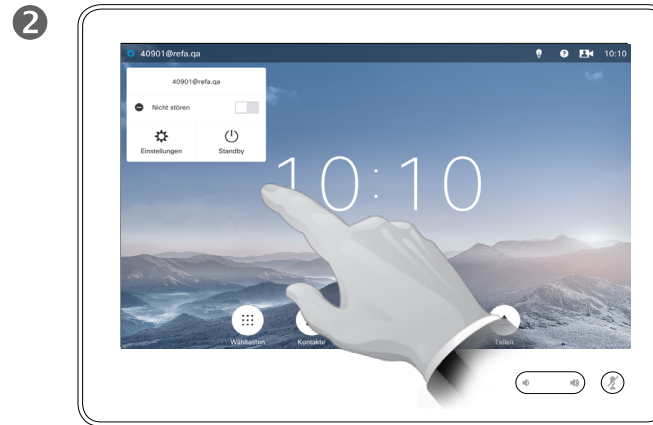 2
40901@refa.qa
10:10
40901@refa.qa
Nicht stören
Einstellungen
Standby
10:10
Wähltasten
Kontakte
Teilen